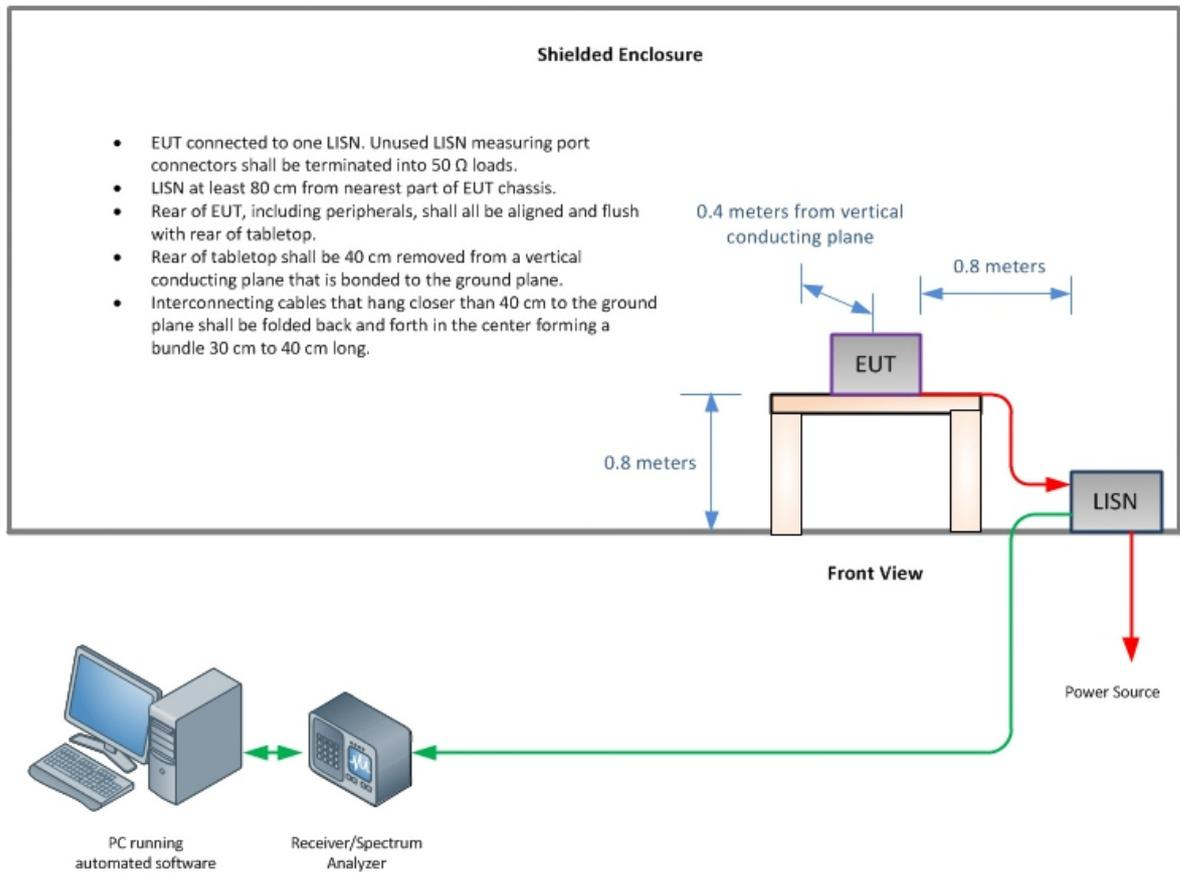 Shielded Enclosure
• EUT connected to one LISN. Unused LISN measuring port
connectors shall be terminated into 50 Ω loads.
• LISN at least 80 cm from nearest part of EUT chassis.
• Rear of EUT, including peripherals, shall all be aligned and flush
with rear of tabletop.
• Rear of tabletop shall be 40 cm removed from a vertical
conducting plane that is bonded to the ground plane.
• Interconnecting cables that hang closer than 40 cm to the ground
plane shall be folded back and forth in the center forming a
bundle 30 cm to 40 cm long.
0.4 meters from vertical
conducting plane
0.8 meters
EUT
0.8 meters
LISN
Front View
Power Source
PC running
automated software
Receiver/Spectrum
Analyzer